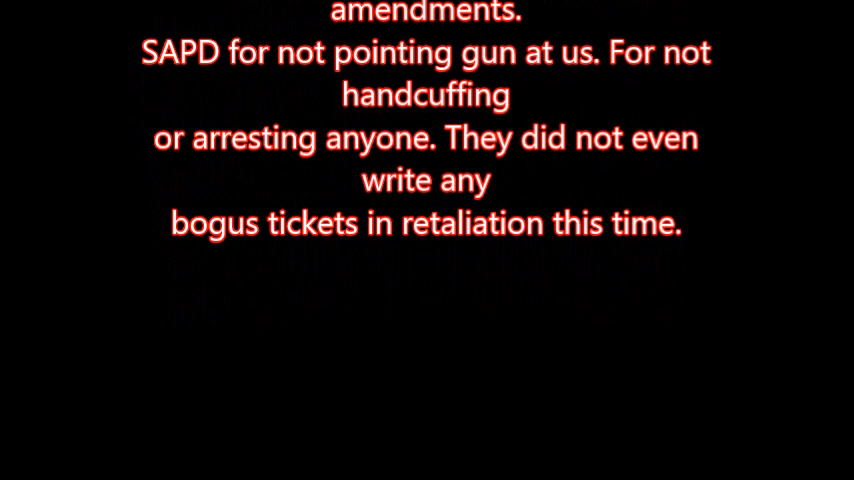 amendments.
SAPD for not pointing gun at us. For not
handcuffing
or arresting anyone. They did not even
write any
bogus tickets in retaliation this time.